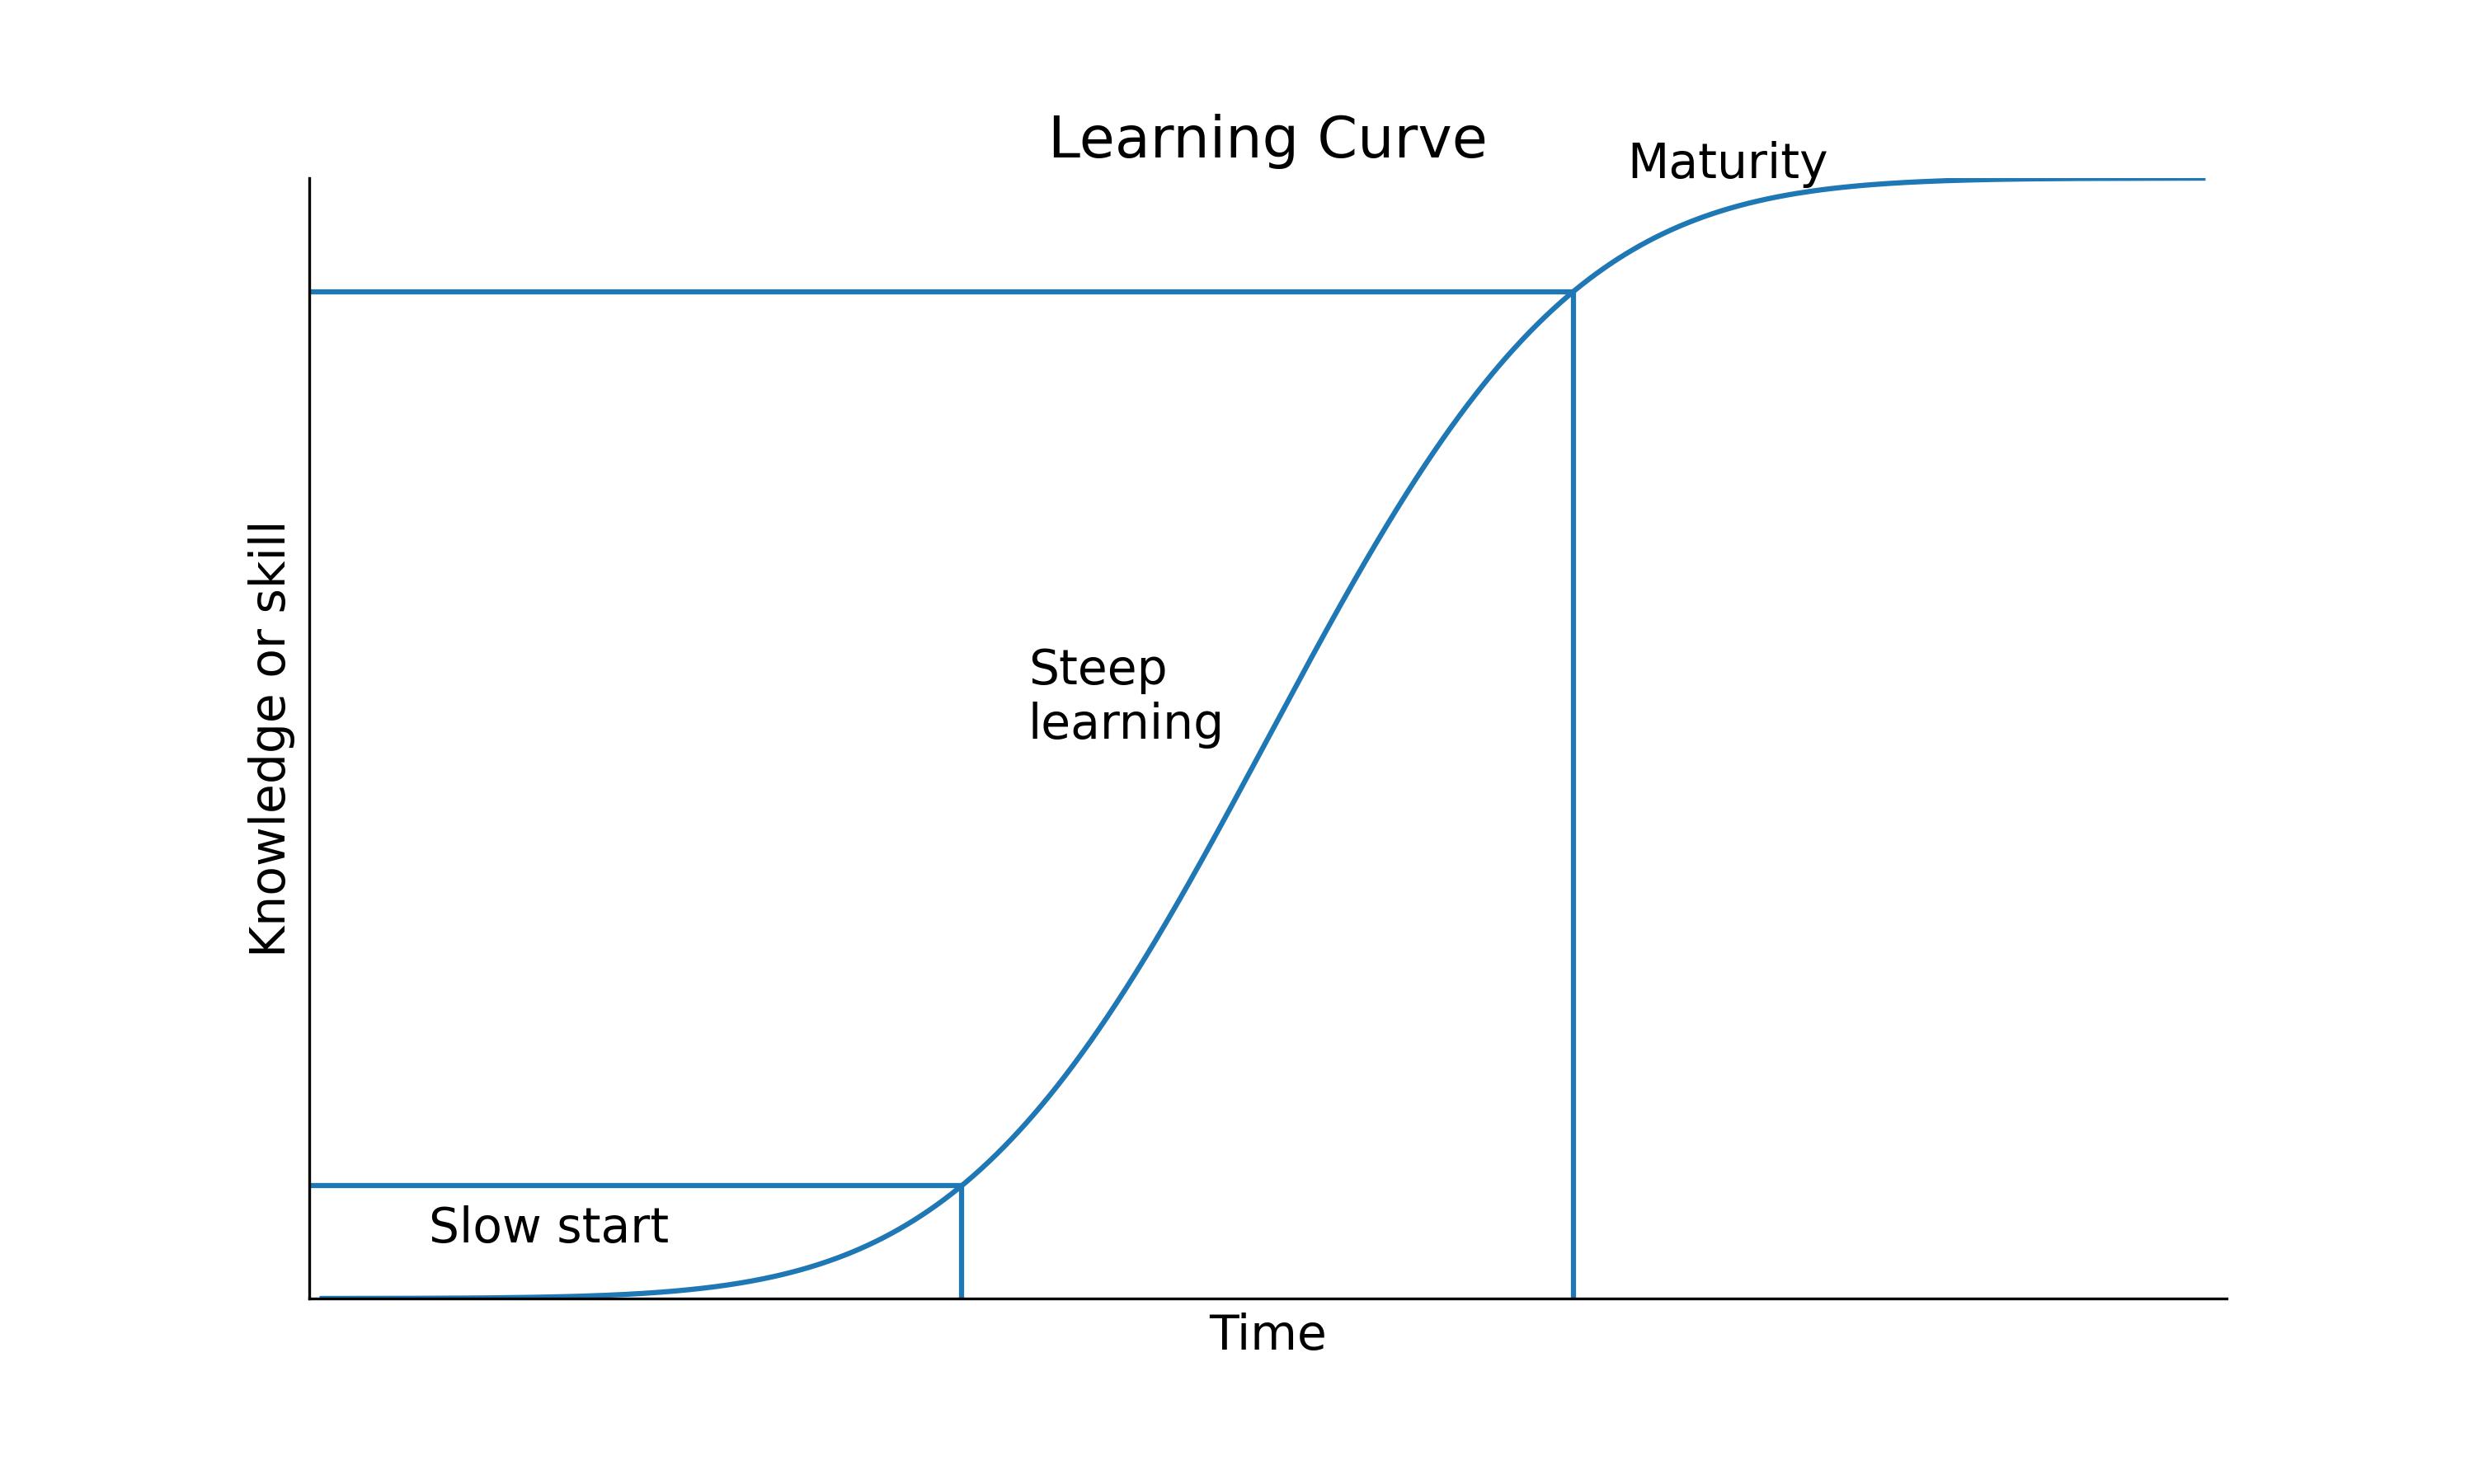 Learning Curve
Maturity
Knowledge or skill
Steep
learning
Slow start
Time